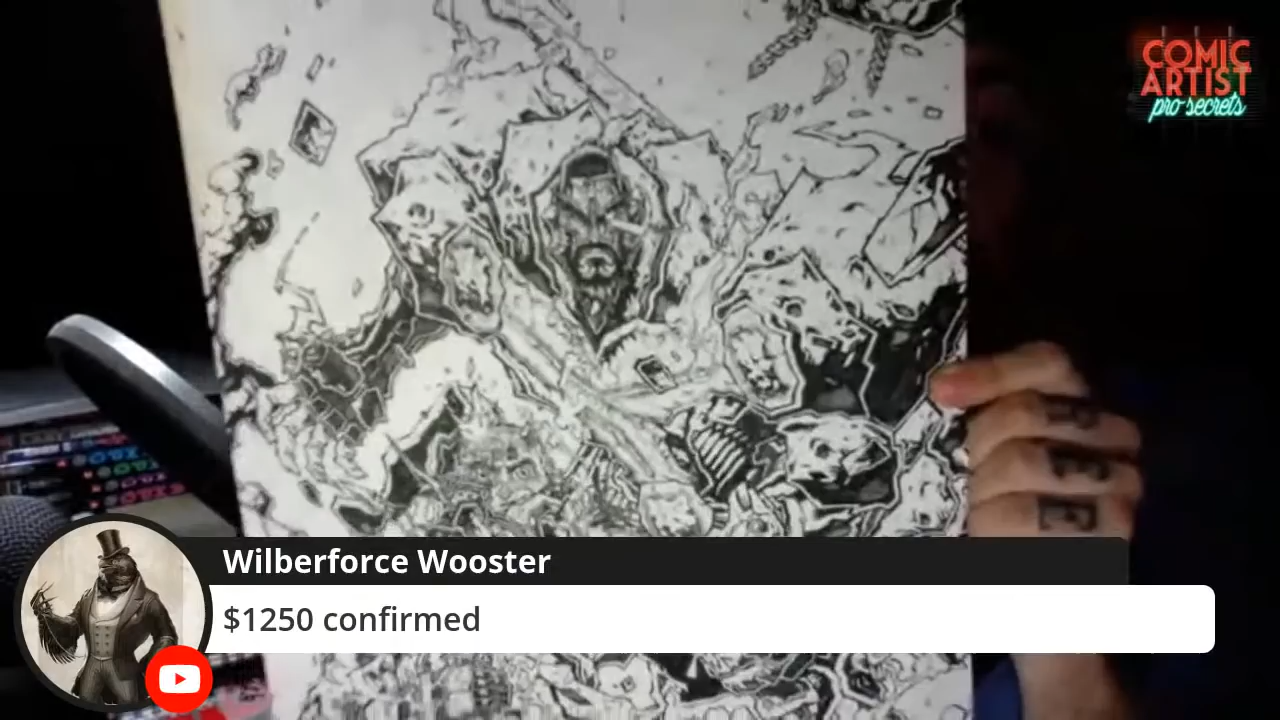 COMIC
ARTIST
pro secrets
Wilberforce Wooster
$1250 confirmed